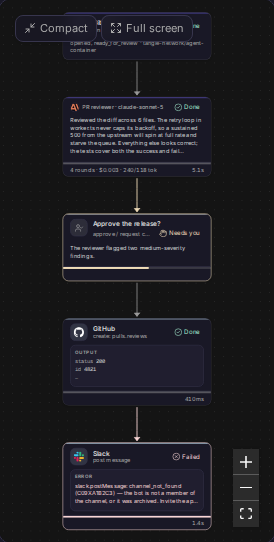 Compact
Full screen
opened, ready_for_review · tangle-network/agent-
container
PR reviewer · claude-sonnet-5
Done
Reviewed the diff across 6 files. The retry loop in
worker.ts never caps its backoff, so a sustained
500 from the upstream will spin at full rate and
starve the queue. Everything else looks correct;
the tests cover both the success and fail...
4 rounds · $0.003 · 240/118 tok
5.1s
Approve the release?
approve / request c...
Needs you
The reviewer flagged two medium-severity
findings.
GitHub
create: pulls.reviews
Done
OUTPUT
status 200
id 4821
410ms
Slack
post message
Failed
ERROR
slack.postMessage: channel_not_found
(C09XA1B2C3) — the bot is not a member of
the channel, or it was archived. Invite the ap...
1.4s